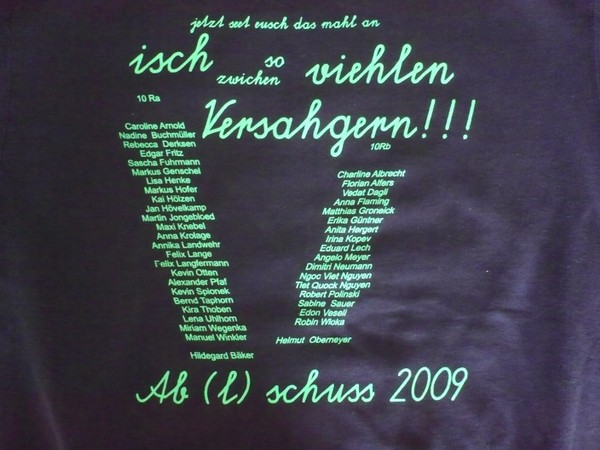 jetzt seet eusch das mahl an
isch so zwichen viehlen
Versahgern!!!
10 Ra
Caroline Arnold
Nadine Buchmüller
Rebecca Derksen
Edgar Fritz
Sascha Fuhrmann
Markus Genschel
Lisa Henke
Markus Hofer
Kai Hölzen
Jan Hövelkamp
Martin Jongebloed
Maxi Knebel
Anna Krolage
Annika Landwehr
Felix Lange
Felix Langfermann
Kevin Otten
Alexander Pfaf
Kevin Spionek
Bernd Taphorn
Kira Thoben
Lena Uhlhorn
Miriam Wegenka
Manuel Winkler
Hildegard Bäker
10Rb
Charline Albrecht
Florian Alfers
Vedat Dagli
Anna Flaming
Matthias Groneick
Erika Güntner
Anita Hergert
Irina Kopev
Eduard Lech
Angelo Meyer
Dimitri Neumann
Ngoc Viet Nguyen
Tiet Quock Nguyen
Robert Polinski
Sabine Sauer
Edon Veseli
Robin Wloka
Helmut Obermeyer
Ab (l) schuss 2009